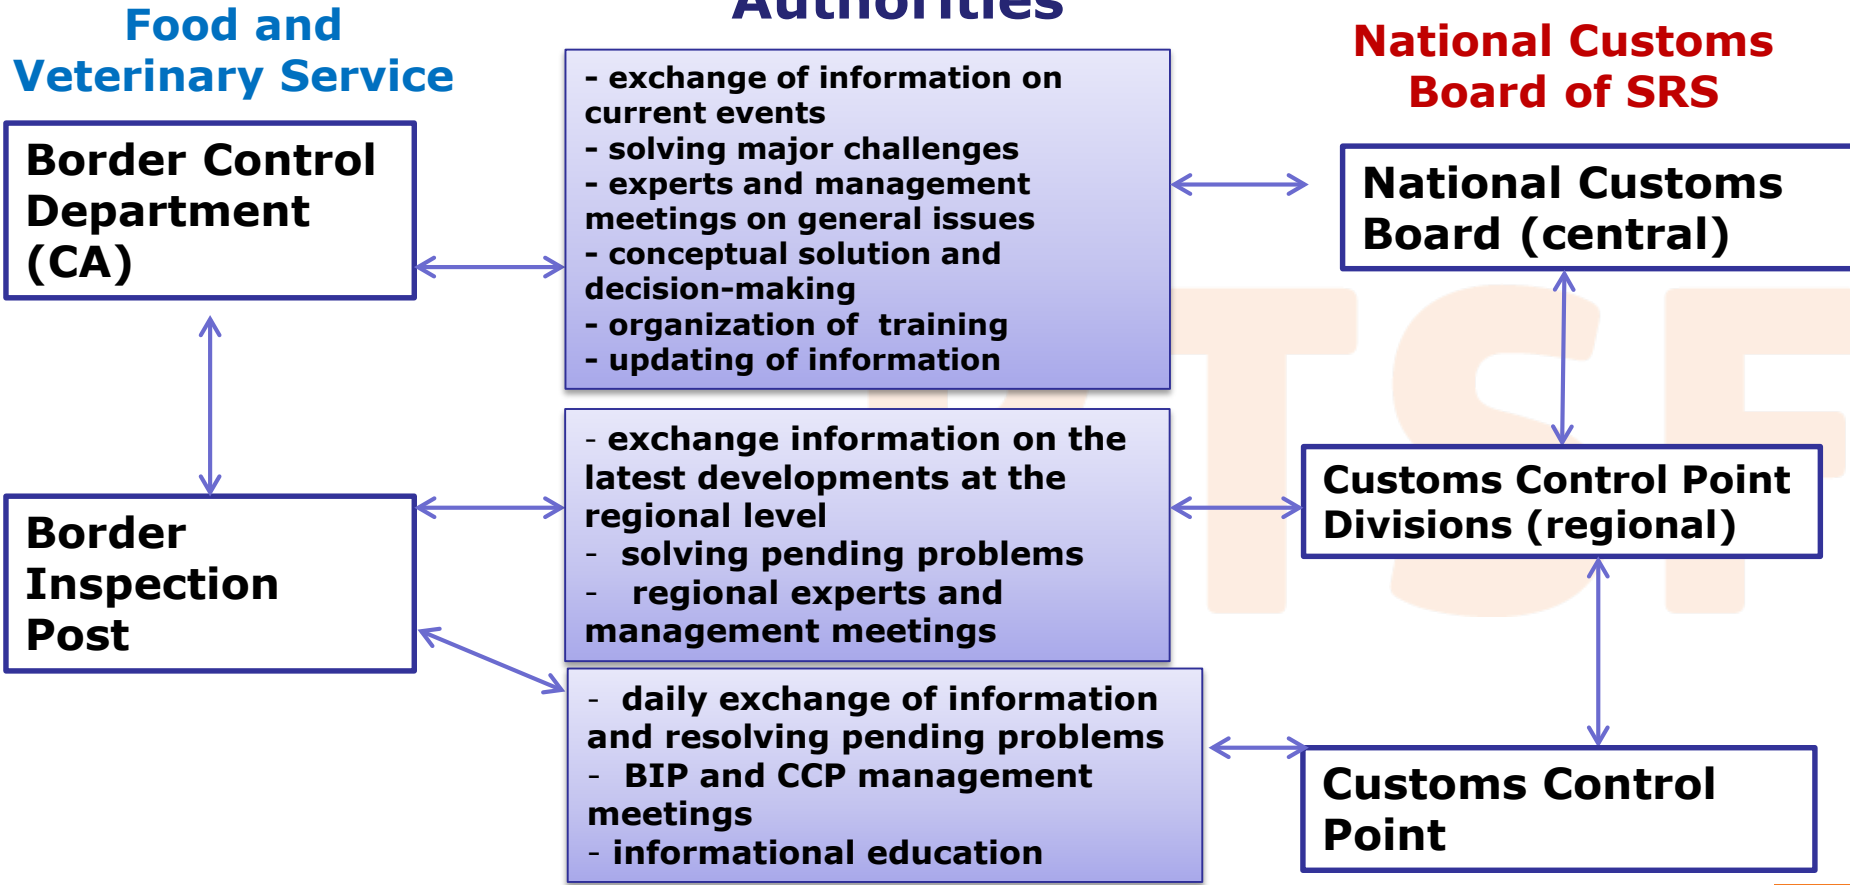 Authorities
Food and
Veterinary Service
National Customs
Board of SRS
Border Control
Department
(CA)
- exchange of information on
current events
- solving major challenges
- experts and management
meetings on general issues
- conceptual solution and
decision-making
- organization of  training
- updating of information
National Customs
Board (central)
Border
Inspection
Post
- exchange information on the
latest developments at the
regional level
-  solving pending problems
-   regional experts and
management meetings
Customs Control Point
Divisions (regional)
-  daily exchange of information
and resolving pending problems
-  BIP and CCP management
meetings
- informational education
Customs Control
Point